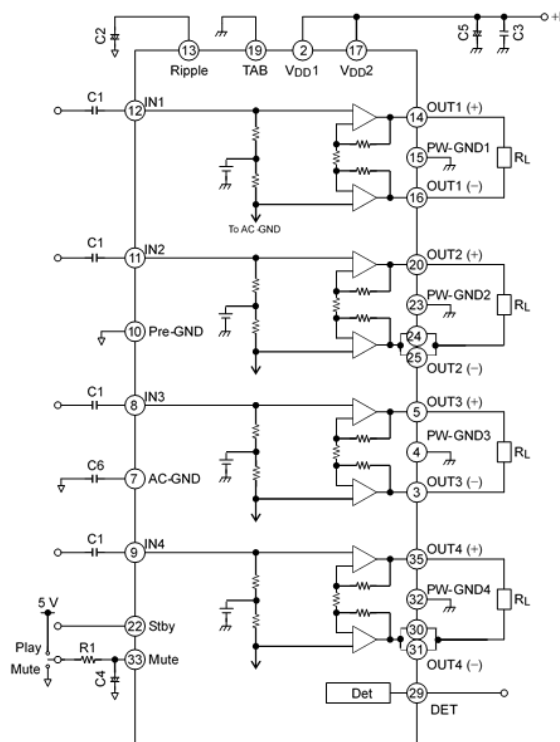 C2
C5
C3
+B
13
19
2
17
Ripple
TAB
VDD1
VDD2
C1
12
IN1
14
OUT1 (+)
15
PW-GND1
RL
16
OUT1 (−)
To AC-GND
C1
11
IN2
20
OUT2 (+)
23
PW-GND2
RL
10
Pre-GND
24
25
OUT2 (−)
C1
8
IN3
5
OUT3 (+)
4
PW-GND3
RL
C6
7
AC-GND
3
OUT3 (−)
C1
9
IN4
35
OUT4 (+)
32
PW-GND4
RL
5 V
22
Stby
30
31
OUT4 (−)
Play
Mute
R1
33
Mute
C4
Det
29
DET